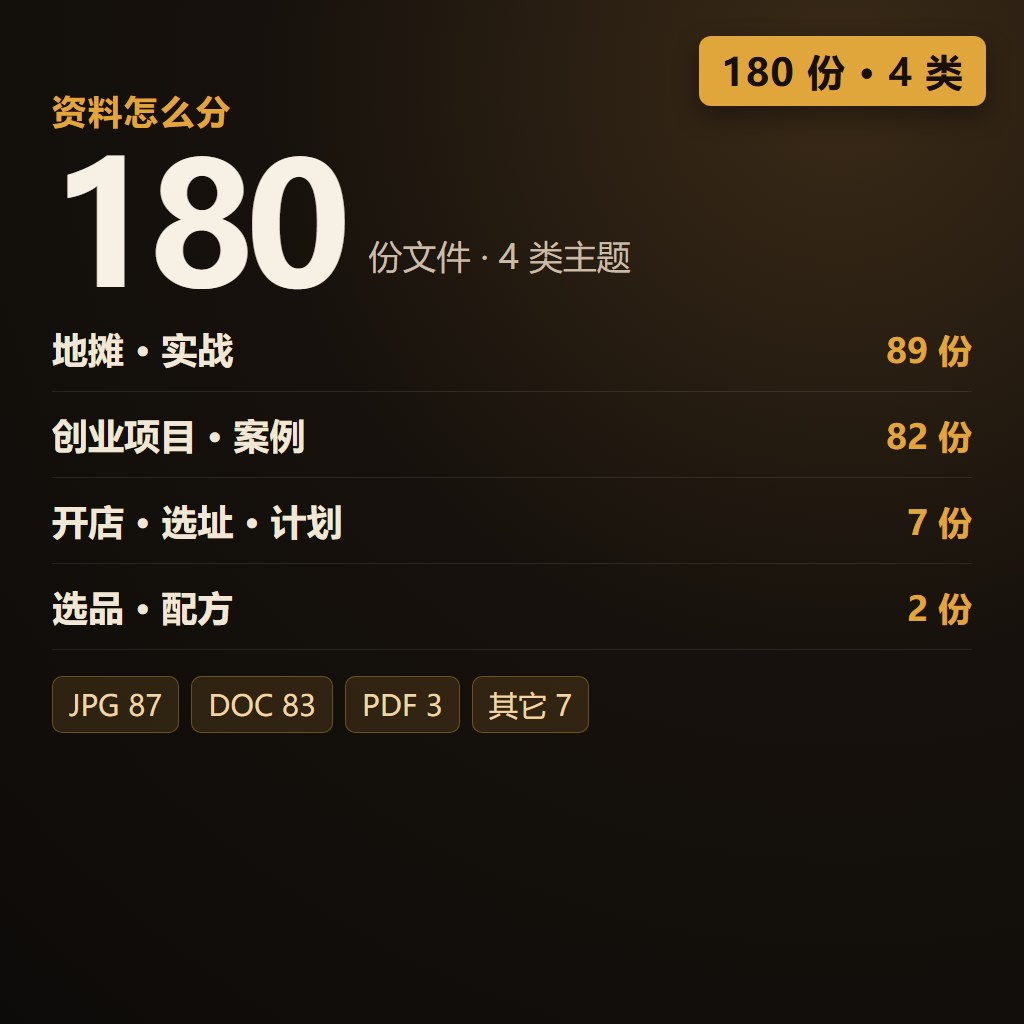 180 份 • 4 类
资料怎么分
180 份文件 · 4 类主题
地摊 • 实战 89 份
创业项目 • 案例 82 份
开店 • 选址 • 计划 7 份
选品 • 配方 2 份
JPG 87 DOC 83 PDF 3 其它 7